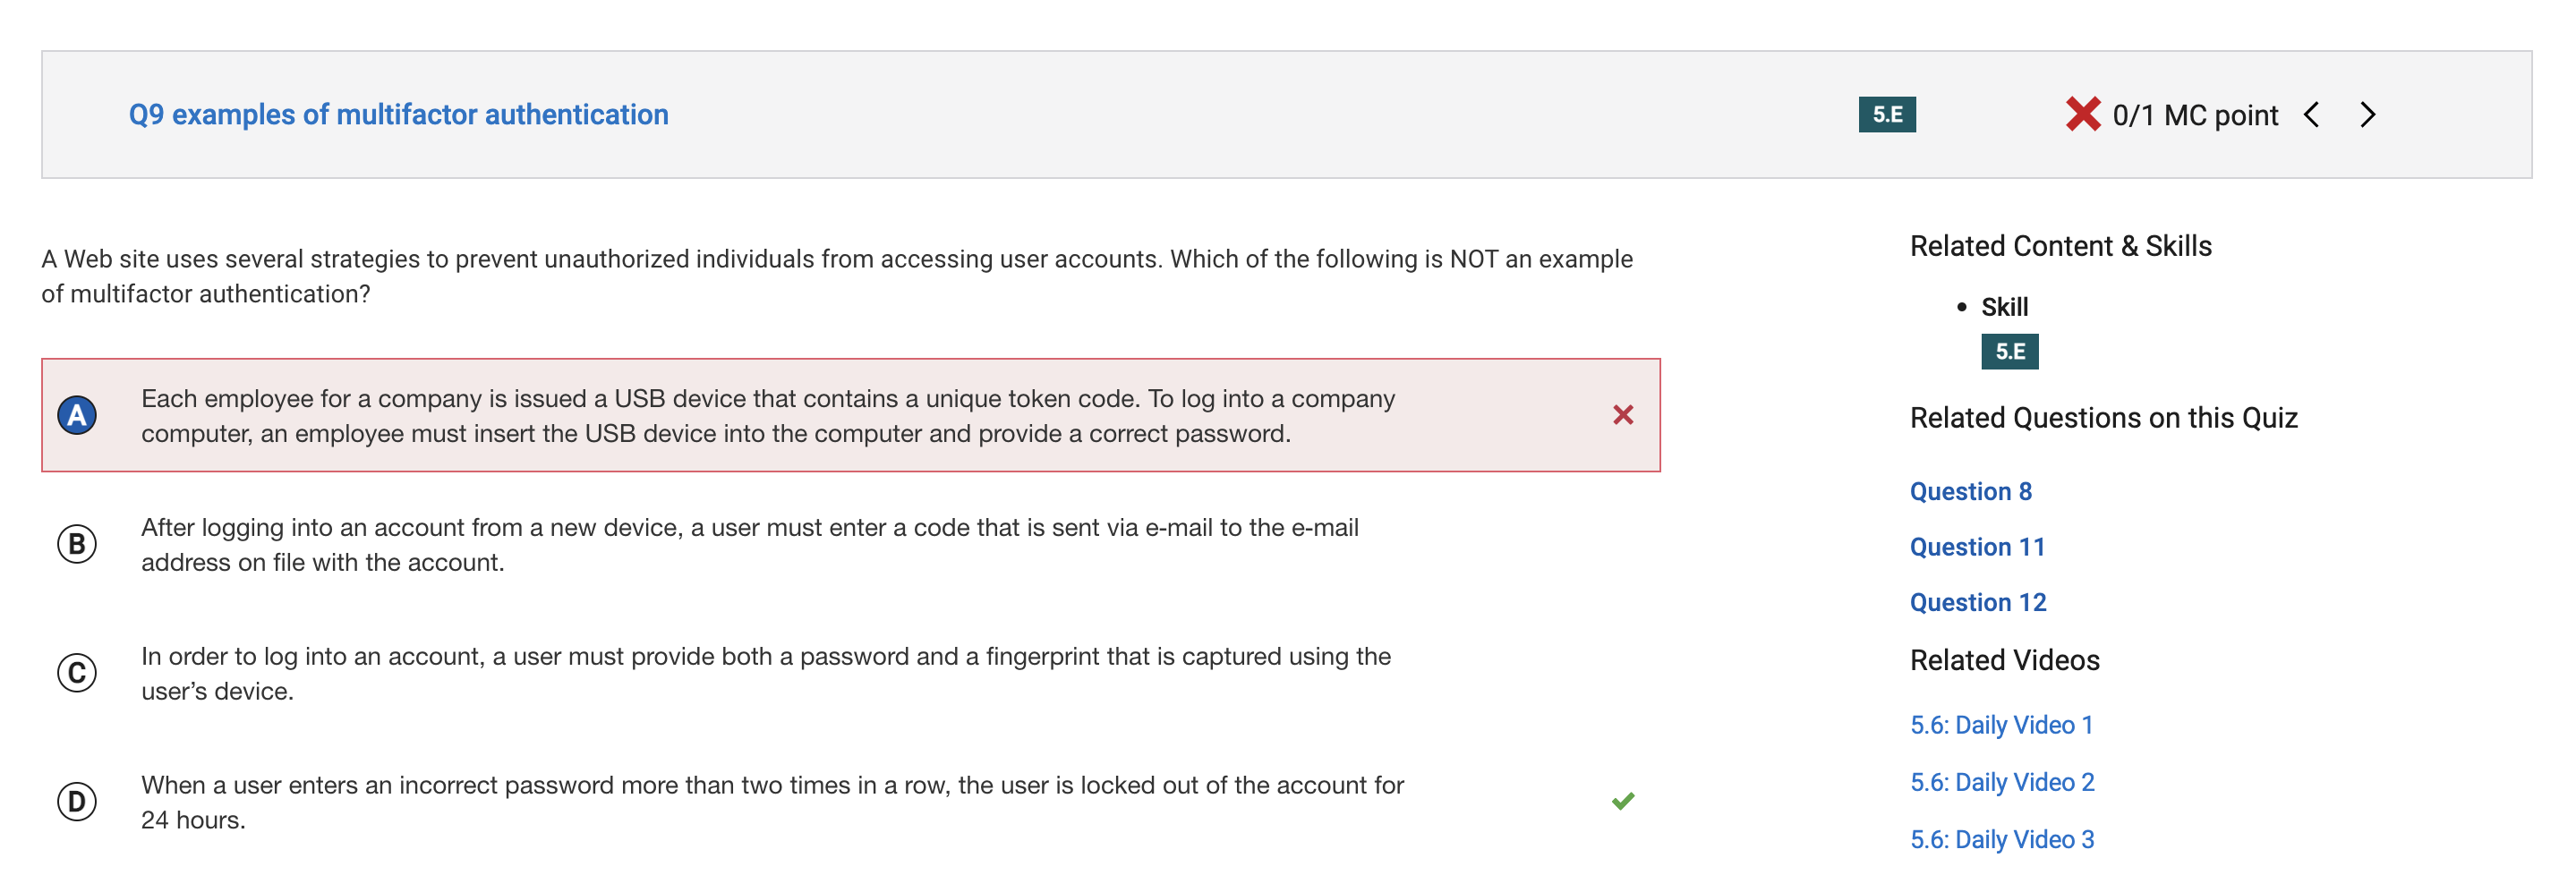 Q9 examples of multifactor authentication
5.E
0/1 MC point
A Web site uses several strategies to prevent unauthorized individuals from accessing user accounts. Which of the following is NOT an example
of multifactor authentication?
A
Each employee for a company is issued a USB device that contains a unique token code. To log into a company
computer, an employee must insert the USB device into the computer and provide a correct password.
B
After logging into an account from a new device, a user must enter a code that is sent via e-mail to the e-mail
address on file with the account.
C
In order to log into an account, a user must provide both a password and a fingerprint that is captured using the
user’s device.
D
When a user enters an incorrect password more than two times in a row, the user is locked out of the account for
24 hours.
Related Content & Skills
• Skill
5.E
Related Questions on this Quiz
Question 8
Question 11
Question 12
Related Videos
5.6: Daily Video 1
5.6: Daily Video 2
5.6: Daily Video 3